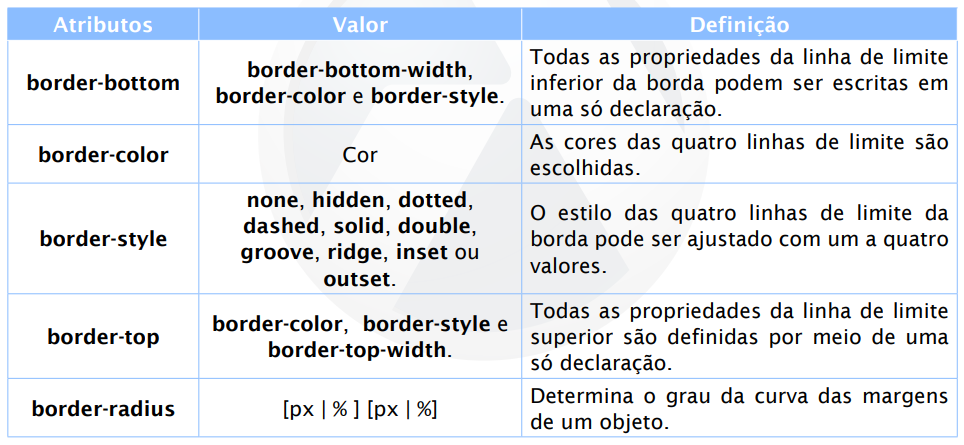 Atributos Valor Definição
border-bottom
border-bottom-width,
border-color e border-style.
Todas as propriedades da linha de limite
inferior da borda podem ser escritas em
uma só declaração.
border-color
Cor
As cores das quatro linhas de limite são
escolhidas.
border-style
none, hidden, dotted,
dashed, solid, double,
groove, ridge, inset ou
outset.
O estilo das quatro linhas de limite da
borda pode ser ajustado com um a quatro
valores.
border-top
border-color, border-style e
border-top-width.
Todas as propriedades da linha de limite
superior são definidas por meio de uma
só declaração.
border-radius
[px | % ] [px | %]
Determina o grau da curva das margens
de um objeto.